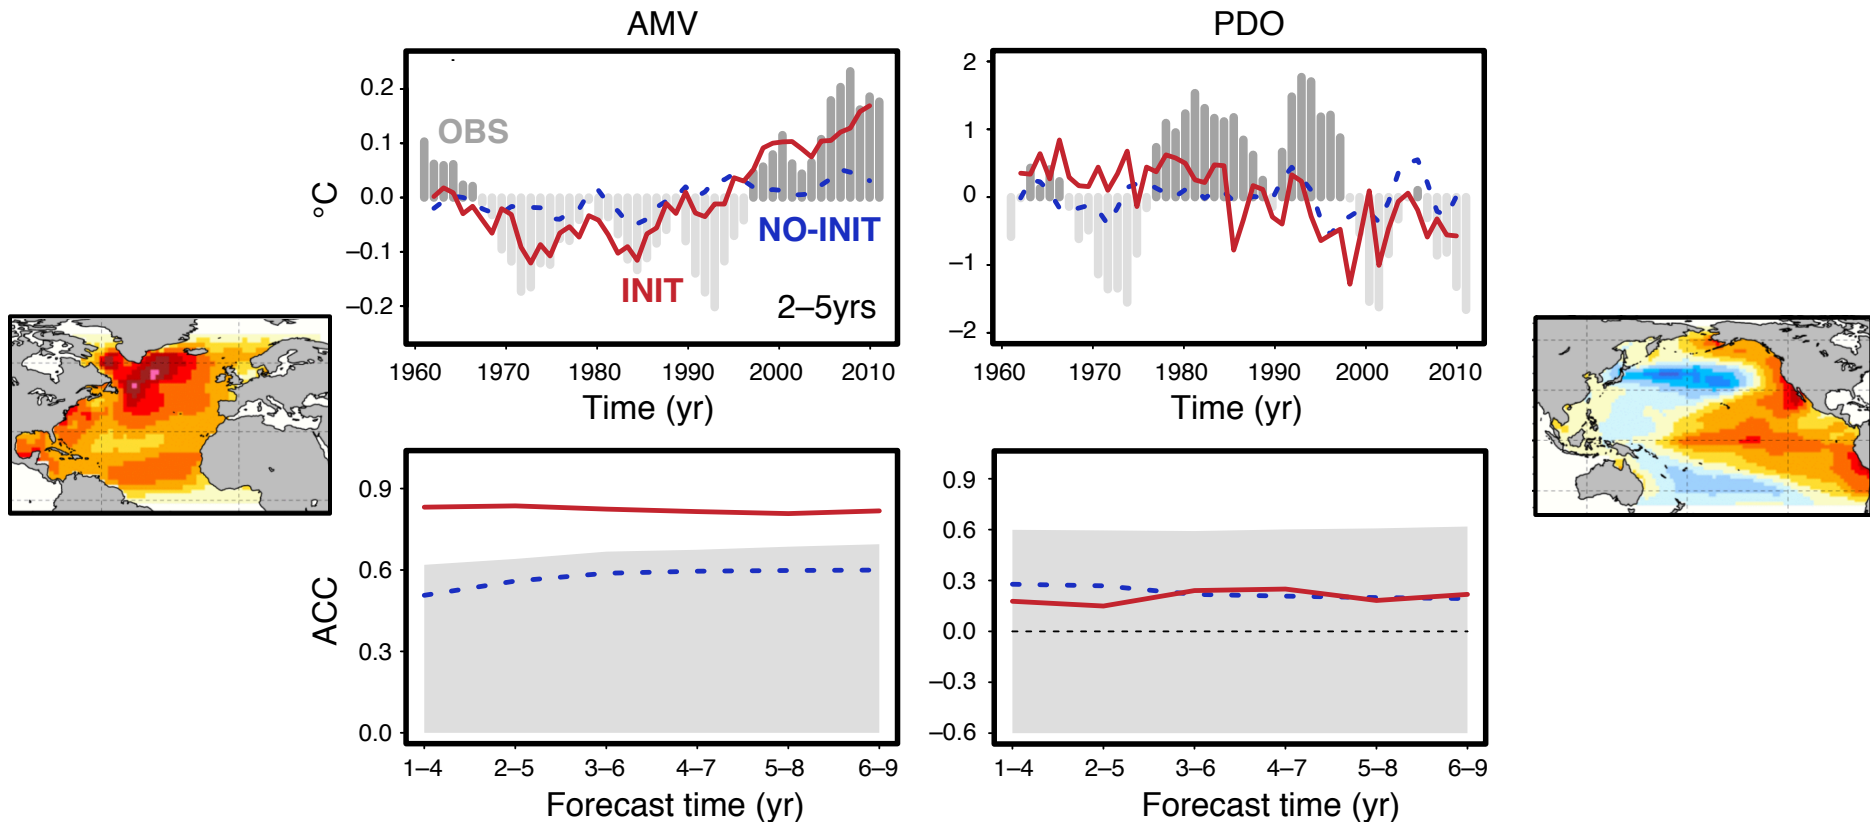 AMV
PDO
0.2
0.1
0.0
−0.1
−0.2
°C
OBS
NO-INIT
INIT
2–5yrs
1960 1970 1980 1990 2000 2010
Time (yr)
2
1
0
−1
−2
1960 1970 1980 1990 2000 2010
Time (yr)
0.9
0.6
0.3
0.0
ACC
1–4 2–5 3–6 4–7 5–8 6–9
Forecast time (yr)
0.9
0.6
0.3
0.0
−0.3
−0.6
1–4 2–5 3–6 4–7 5–8 6–9
Forecast time (yr)